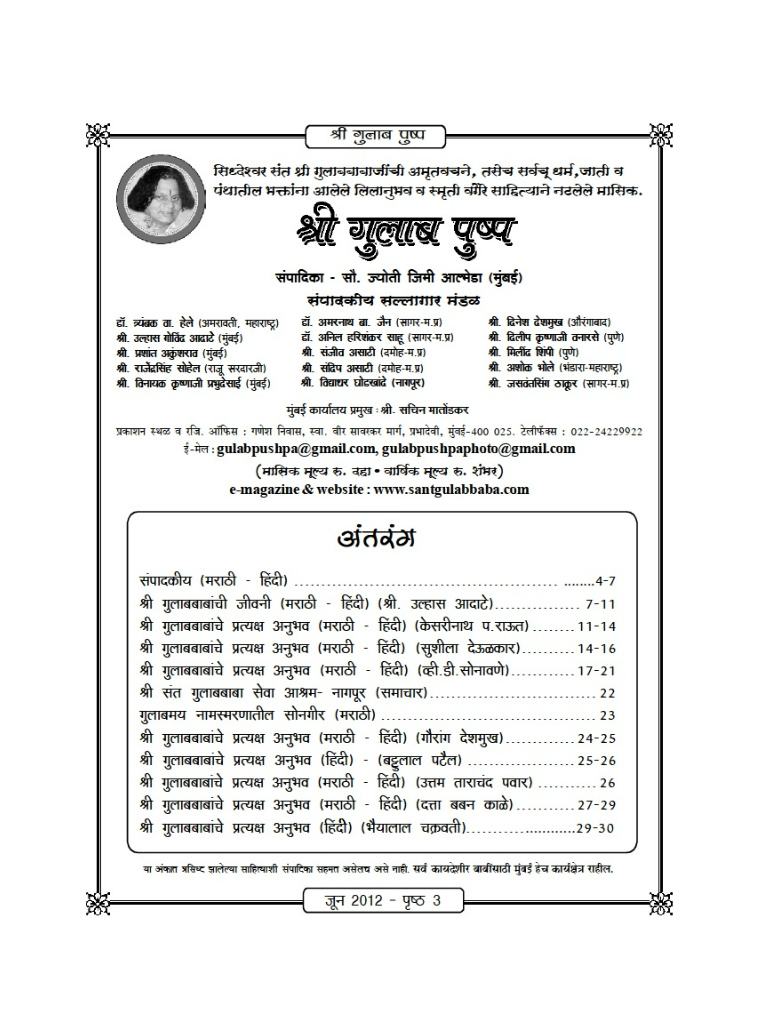 श्री गुलाब पुष्प
सिध्देश्वर संत श्री गुलाबबाबाजींची अमृतवचने, तसेच सर्वच धर्म,जाती व
पंथातील भक्तांना आलेले लिलानुभव व स्मृती वगैरे साहित्याने नटलेले मासिक.
श्री गुलाब पुष्प
संपादिका - सौ. ज्योती जिमी आल्मेडा (मुंबई)
संपादकीय सल्लागार मंडळ
डॉ. त्र्यंबक वा. हेले (अमरावती, महाराष्ट्र)
श्री. उल्हास गोविंद आदाटे (मुंबई)
श्री. प्रशांत अकुंशराव (मुंबई)
श्री. राजेंद्रसिंह सोहेल (राजू सरदारजी)
श्री. विनायक कृष्णाजी प्रभुदेसाई (मुंबई)
डॉ. अमरनाथ बा. जैन (सागर-म.प्र)
डॉ. अनिल हरिशंकर साहू (सागर-म.प्र)
श्री. संजीव असाटी (दमोह-म.प्र)
श्री. संदिप असाटी (दमोह-म.प्र)
श्री. विद्याधर घोडखांदे (नागपूर)
श्री. दिनेश देशमुख (औरंगाबाद)
श्री. दिलीप कृष्णाजी वनारसे (पुणे)
श्री. मिलींद शिंपी (पुणे)
श्री. अशोक भोले (भंडारा-महाराष्ट्र)
श्री. जसवंतसिंग ठाकूर (सागर-म.प्र)
मुंबई कार्यालय प्रमुख : श्री. सचिन मातोंडकर
प्रकाशन स्थळ व रजि. ऑफिस : गणेश निवास, स्वा. वीर सावरकर मार्ग, प्रभादेवी, मुंबई-400 025. टेलीफॅक्स : 022-24229922
ई-मेल : gulabpushpa@gmail.com, gulabpushpaphoto@gmail.com
(मासिक मूल्य रु. दहा • वार्षिक मूल्य रु. शंभर)
e-magazine & website : www.santgulabbaba.com
अंतरंग
संपादकीय (मराठी - हिंदी) ................................................ ........4-7
श्री गुलाबबाबांची जीवनी (मराठी - हिंदी) (श्री. उल्हास आदाटे)............... 7-11
श्री गुलाबबाबांचे प्रत्यक्ष अनुभव (मराठी - हिंदी) (केसरीनाथ प.राऊत) ........ 11-14
श्री गुलाबबाबांचे प्रत्यक्ष अनुभव (मराठी - हिंदी) (सुशीला देऊळकार).......... 14-16
श्री गुलाबबाबांचे प्रत्यक्ष अनुभव (मराठी - हिंदी) (व्ही.डी.सोनावणे)............ 17-21
श्री संत गुलाबबाबा सेवा आश्रम- नागपूर (समाचार)............................... 22
गुलाबमय नामस्मरणातील सोनगीर (मराठी) ....................................... 23
श्री गुलाबबाबांचे प्रत्यक्ष अनुभव (मराठी - हिंदी) (गौरांग देशमुख)............ 24-25
श्री गुलाबबाबांचे प्रत्यक्ष अनुभव (हिंदी) - (बट्टुलाल पटैल) ................... 25-26
श्री गुलाबबाबांचे प्रत्यक्ष अनुभव (मराठी - हिंदी) (उत्तम ताराचंद पवार) ........... 26
श्री गुलाबबाबांचे प्रत्यक्ष अनुभव (मराठी - हिंदी) (दत्ता बबन काळे) ........... 27-29
श्री गुलाबबाबांचे प्रत्यक्ष अनुभव (हिंदी) (भैयालाल चक्रवती)......................29-30
या अंकात प्रसिध्द झालेल्या साहित्याशी संपादिका सहमत असेलच असे नाही. सर्व कायदेशीर बाबींसाठी मुंबई हेच कार्यक्षेत्र राहील.
जून 2012 - पृष्ठ 3